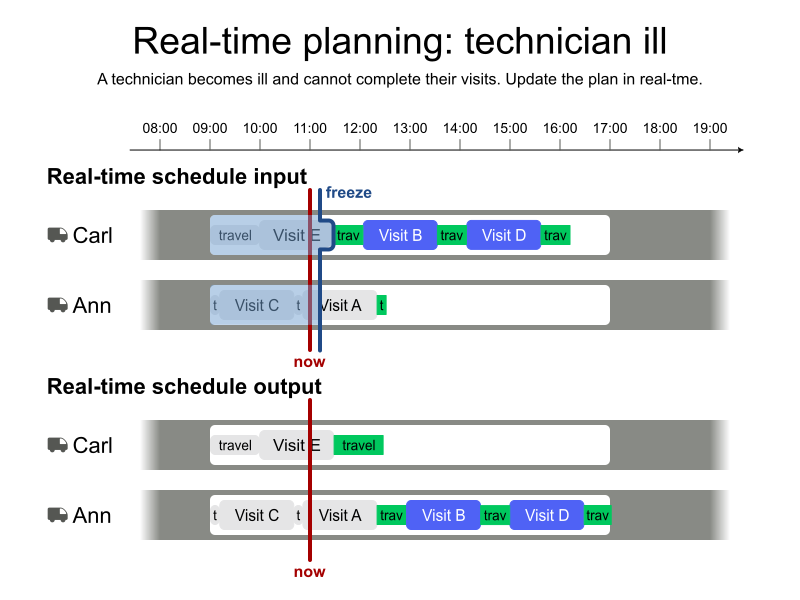 Real-time planning: technician ill
A technician becomes ill and cannot complete their visits. Update the plan in real-tme.
08:00 09:00 10:00 11:00 12:00 13:00 14:00 15:00 16:00 17:00 18:00 19:00
Real-time schedule input
freeze
Carl travel Visit E trav Visit B trav Visit D trav
Ann t Visit C t Visit A t
now
Real-time schedule output
Carl travel Visit E travel
Ann t Visit C t Visit A trav Visit B trav Visit D trav
now